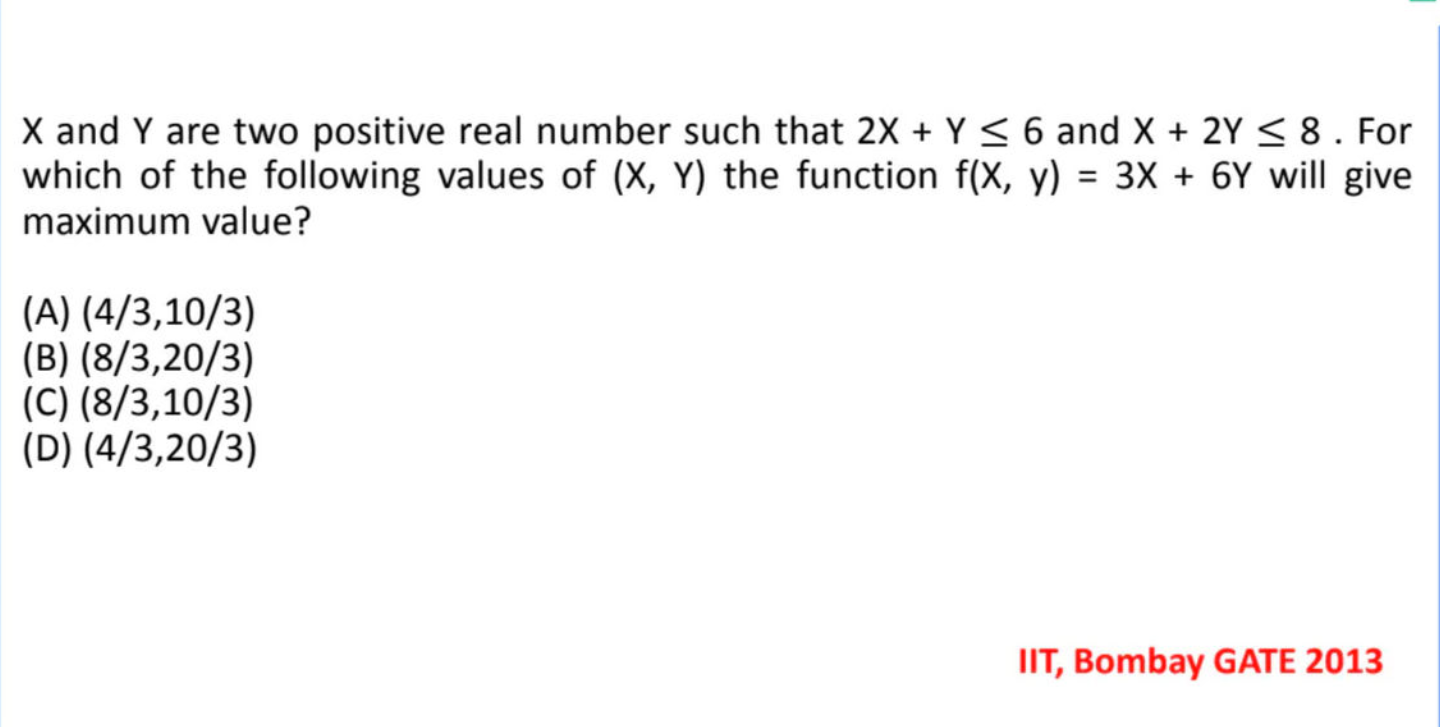 X and Y are two positive real number such that 2X + Y ≤ 6 and X + 2Y ≤ 8 . For
which of the following values of (X, Y) the function f(X, y) = 3X + 6Y will give
maximum value?
(A) (4/3,10/3)
(B) (8/3,20/3)
(C) (8/3,10/3)
(D) (4/3,20/3)
IIT, Bombay GATE 2013